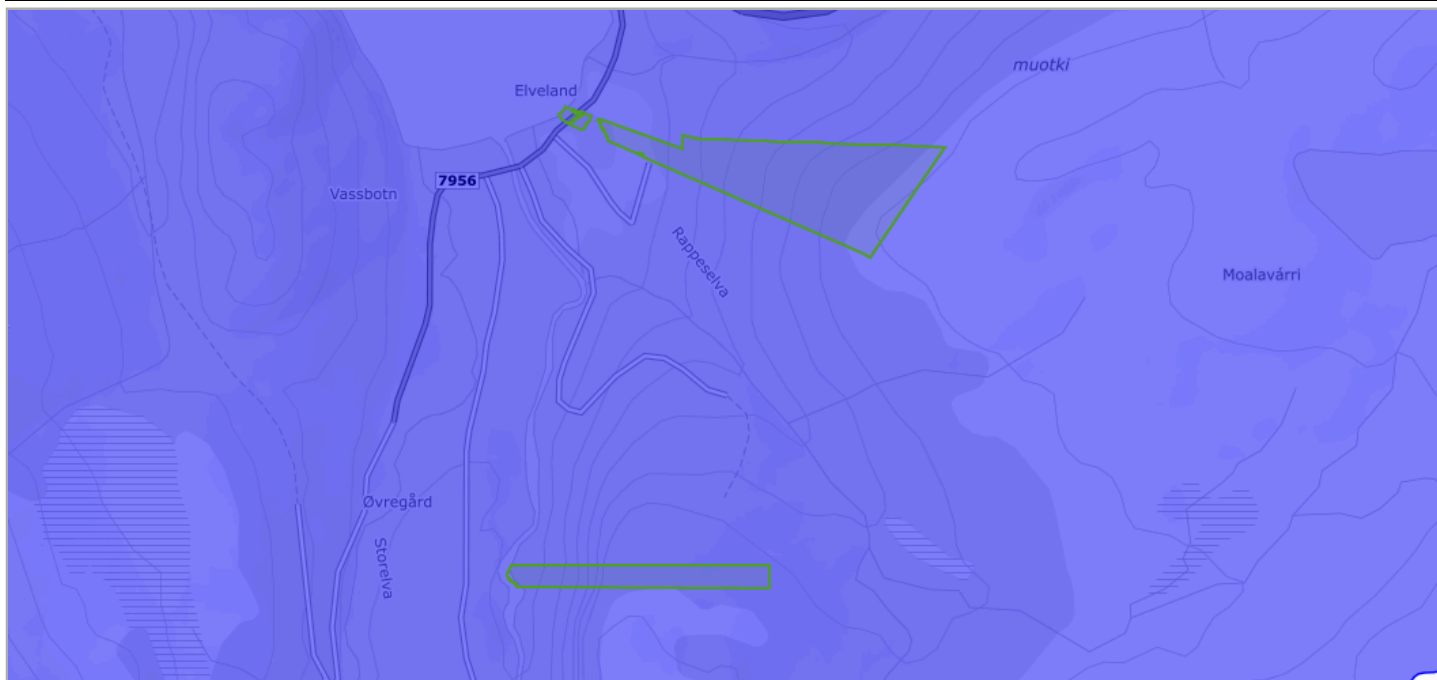 muotki
Elveland
7956
Vassbotn
Rappeselva
Moalavárri
Øvregård
Storelva